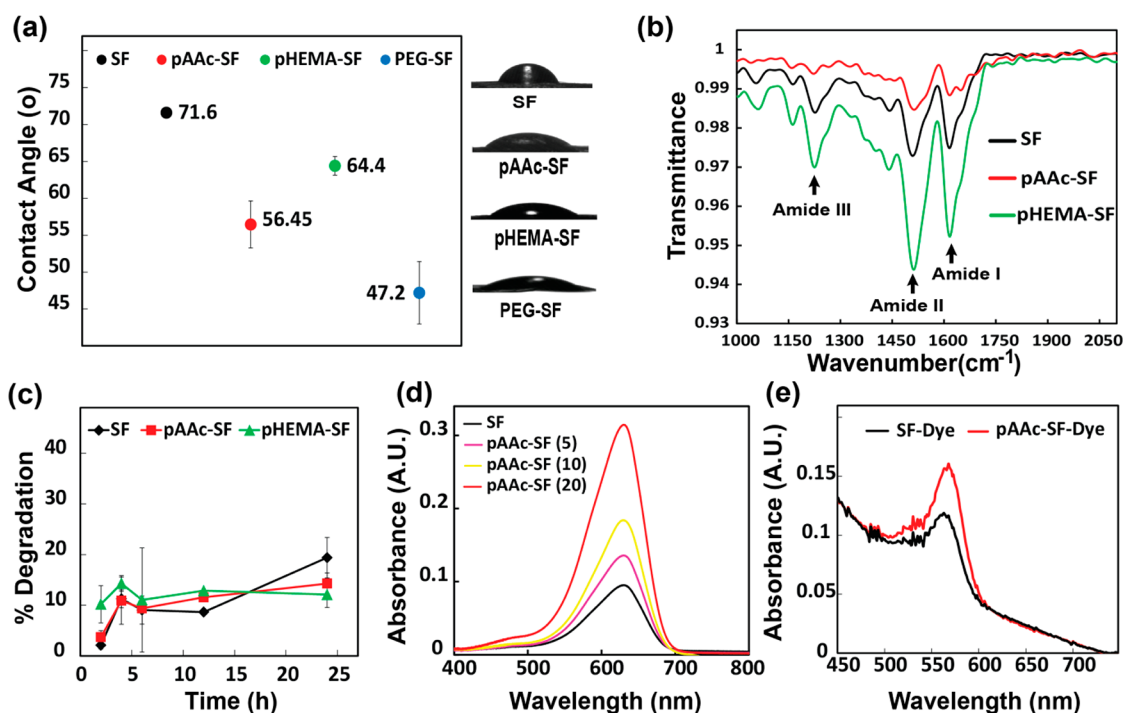 (a)
Contact Angle (o)
75
70
65
60
55
50
45
SF pAAc-SF pHEMA-SF PEG-SF
71.6
56.45
64.4
47.2
SF
pAAc-SF
pHEMA-SF
PEG-SF
(b)
Transmittance
1
0.99
0.98
0.97
0.96
0.95
0.94
0.93
SF
pAAc-SF
pHEMA-SF
Amide III
Amide I
Amide II
1000 1150 1300 1450 1600 1750 1900 2050
Wavenumber(cm-1)
(c)
% Degradation
40
30
20
10
0
SF pAAc-SF pHEMA-SF
0 5 10 15 20 25
Time (h)
(d)
Absorbance (A.U.)
0.3
0.2
0.1
0
SF
pAAc-SF (5)
pAAc-SF (10)
pAAc-SF (20)
400 500 600 700 800
Wavelength (nm)
(e)
Absorbance (A.U.)
0.15
0.1
0.05
0
SF-Dye pAAc-SF-Dye
450 500 550 600 650 700
Wavelength (nm)